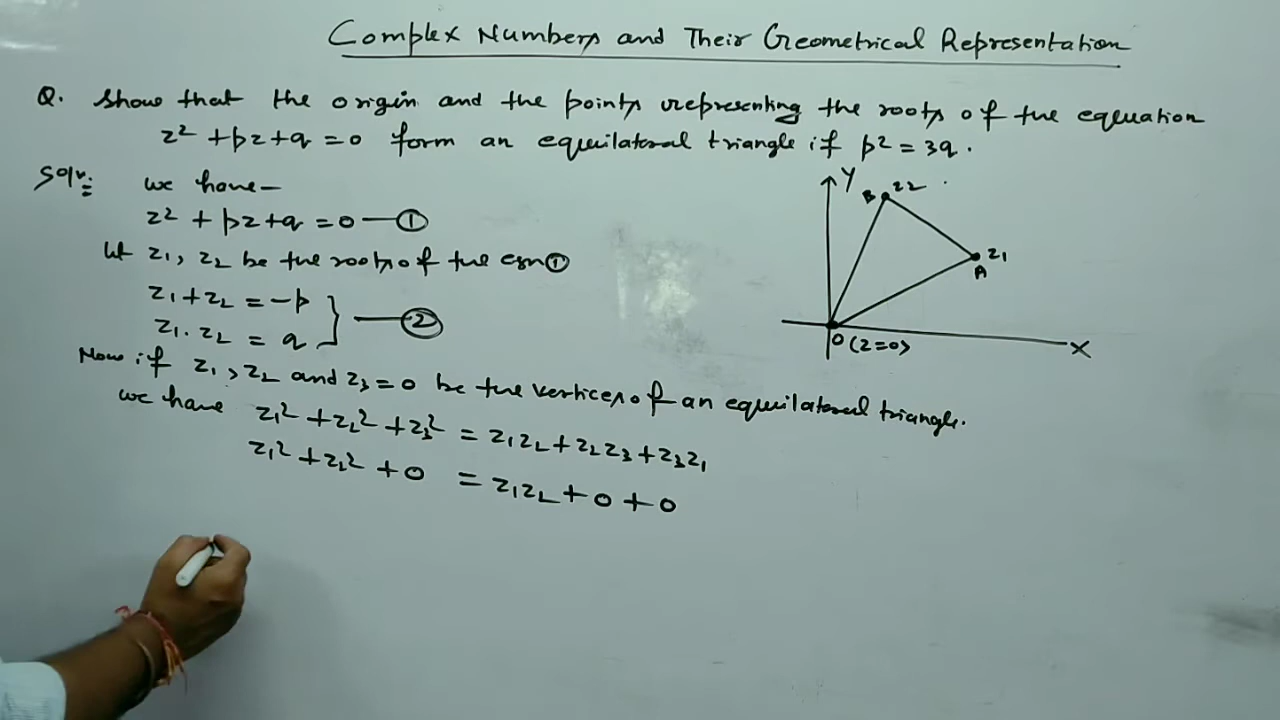 Complex Numbers and Their Geometrical Representation
Q. Show that the origin and the points representing the roots of the equation
z² + pz + q = 0 form an equilateral triangle if p² = 3q.
Soln:
we have —
z² + pz + q = 0 — ①
let z₁, z₂ be the roots of the eqn ①
z₁ + z₂ = -p
z₁ . z₂ = q } — ②
Now if z₁, z₂ and z₃ = 0 be the vertices of an equilateral triangle.
we have z₁² + z₂² + z₃² = z₁z₂ + z₂z₃ + z₃z₁
z₁² + z₂² + 0 = z₁z₂ + 0 + 0
Y
B z₂
z₁
A
O (z=0)
X